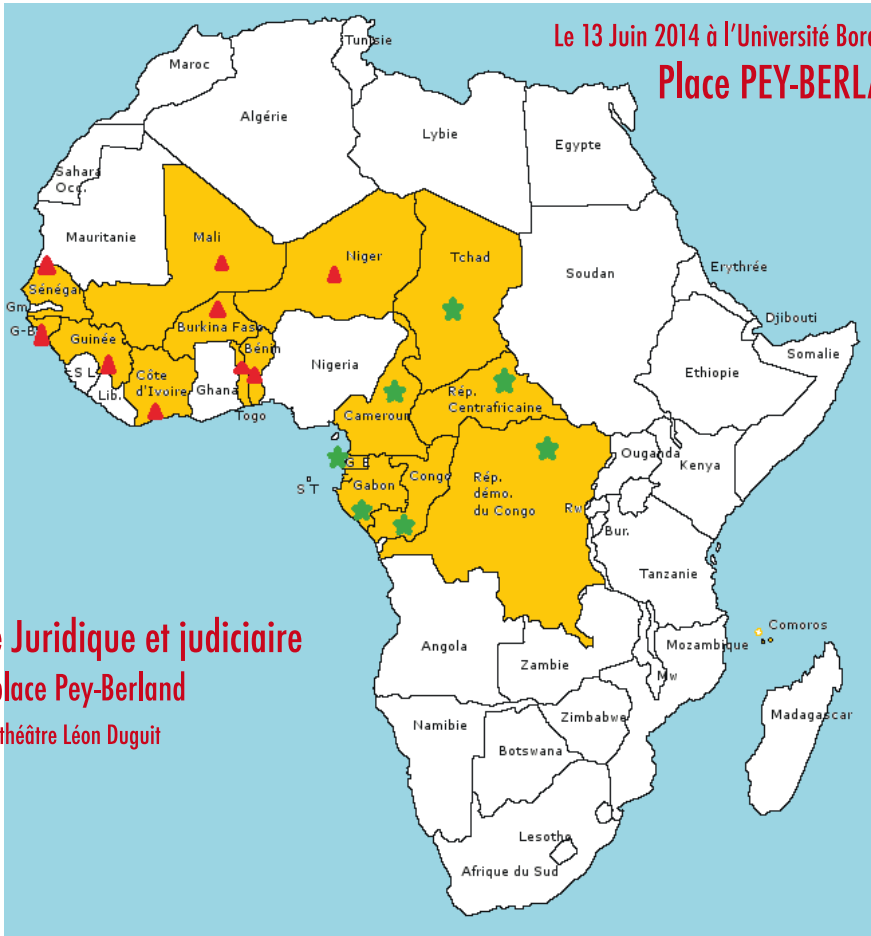 Le 13 Juin 2014 à l'Université Bord
Place PEY-BERLA
Tunisie
Maroc
Algérie
Lybie
Egypte
Sahara
Occ.
Mauritanie
Mali
Niger
Tchad
Soudan
Erythrée
Sénégal
Gm
G-B
Guinée
Burkina Faso
Bénin
Djibouti
Somalie
S L
Lib.
Côte
d'Ivoire
Ghana
Togo
Nigeria
Ethiopie
Cameroun
Rép.
Centrafricaine
G E
S T
Gabon
Congo
Rép.
démo.
du Congo
Ouganda
Kenya
Rw
Bur.
Tanzanie
Comoros
e Juridique et judiciaire
place Pey-Berland
théâtre Léon Duguit
Angola
Zambie
Mozambique
Mw
Madagascar
Namibie
Zimbabwe
Botswana
Lesotho
Afrique du Sud